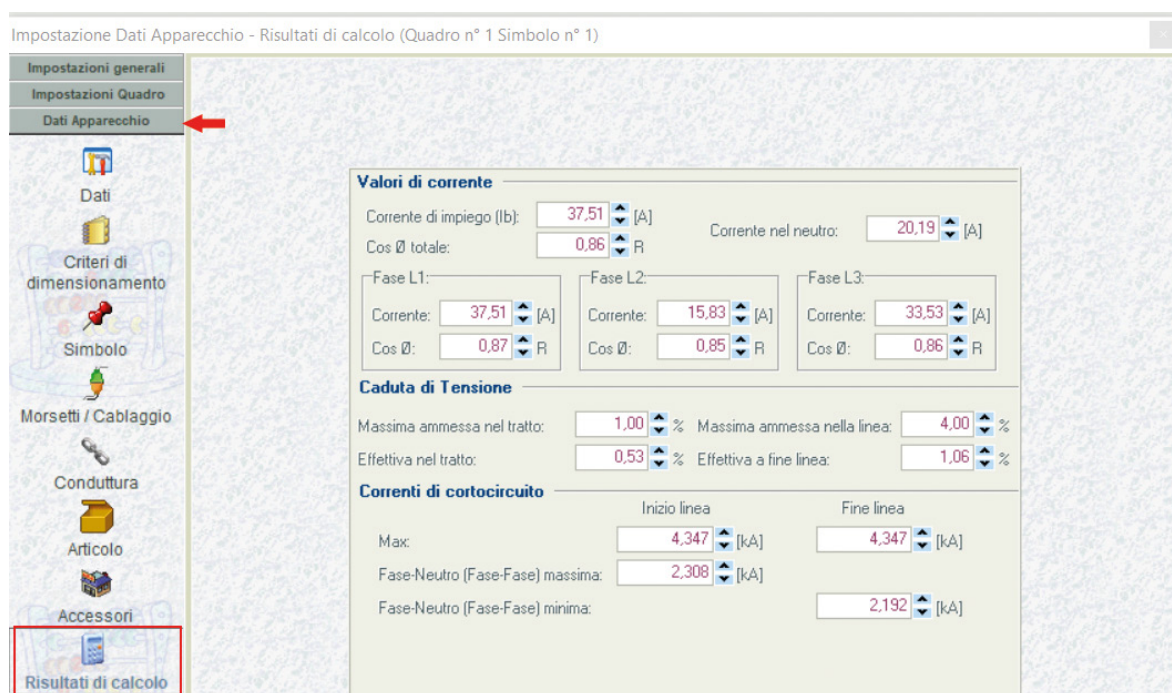 Impostazione Dati Apparecchio - Risultati di calcolo (Quadro n° 1 Simbolo n° 1)
Impostazioni generali
Impostazioni Quadro
Dati Apparecchio
Dati
Criteri di
dimensionamento
Simbolo
Morsetti / Cablaggio
Conduttura
Articolo
Accessori
Risultati di calcolo
Valori di corrente
Corrente di impiego (Ib): 37,51 [A] Corrente nel neutro: 20,19 [A]
Cos Ø totale: 0,86 R
Fase L1: Fase L2: Fase L3:
Corrente: 37,51 [A] Corrente: 15,83 [A] Corrente: 33,53 [A]
Cos Ø: 0,87 R Cos Ø: 0,85 R Cos Ø: 0,86 R
Caduta di Tensione
Massima ammessa nel tratto: 1,00 % Massima ammessa nella linea: 4,00 %
Effettiva nel tratto: 0,53 % Effettiva a fine linea: 1,06 %
Correnti di cortocircuito
Inizio linea Fine linea
Max: 4,347 [kA] 4,347 [kA]
Fase-Neutro (Fase-Fase) massima: 2,308 [kA]
Fase-Neutro (Fase-Fase) minima: 2,192 [kA]